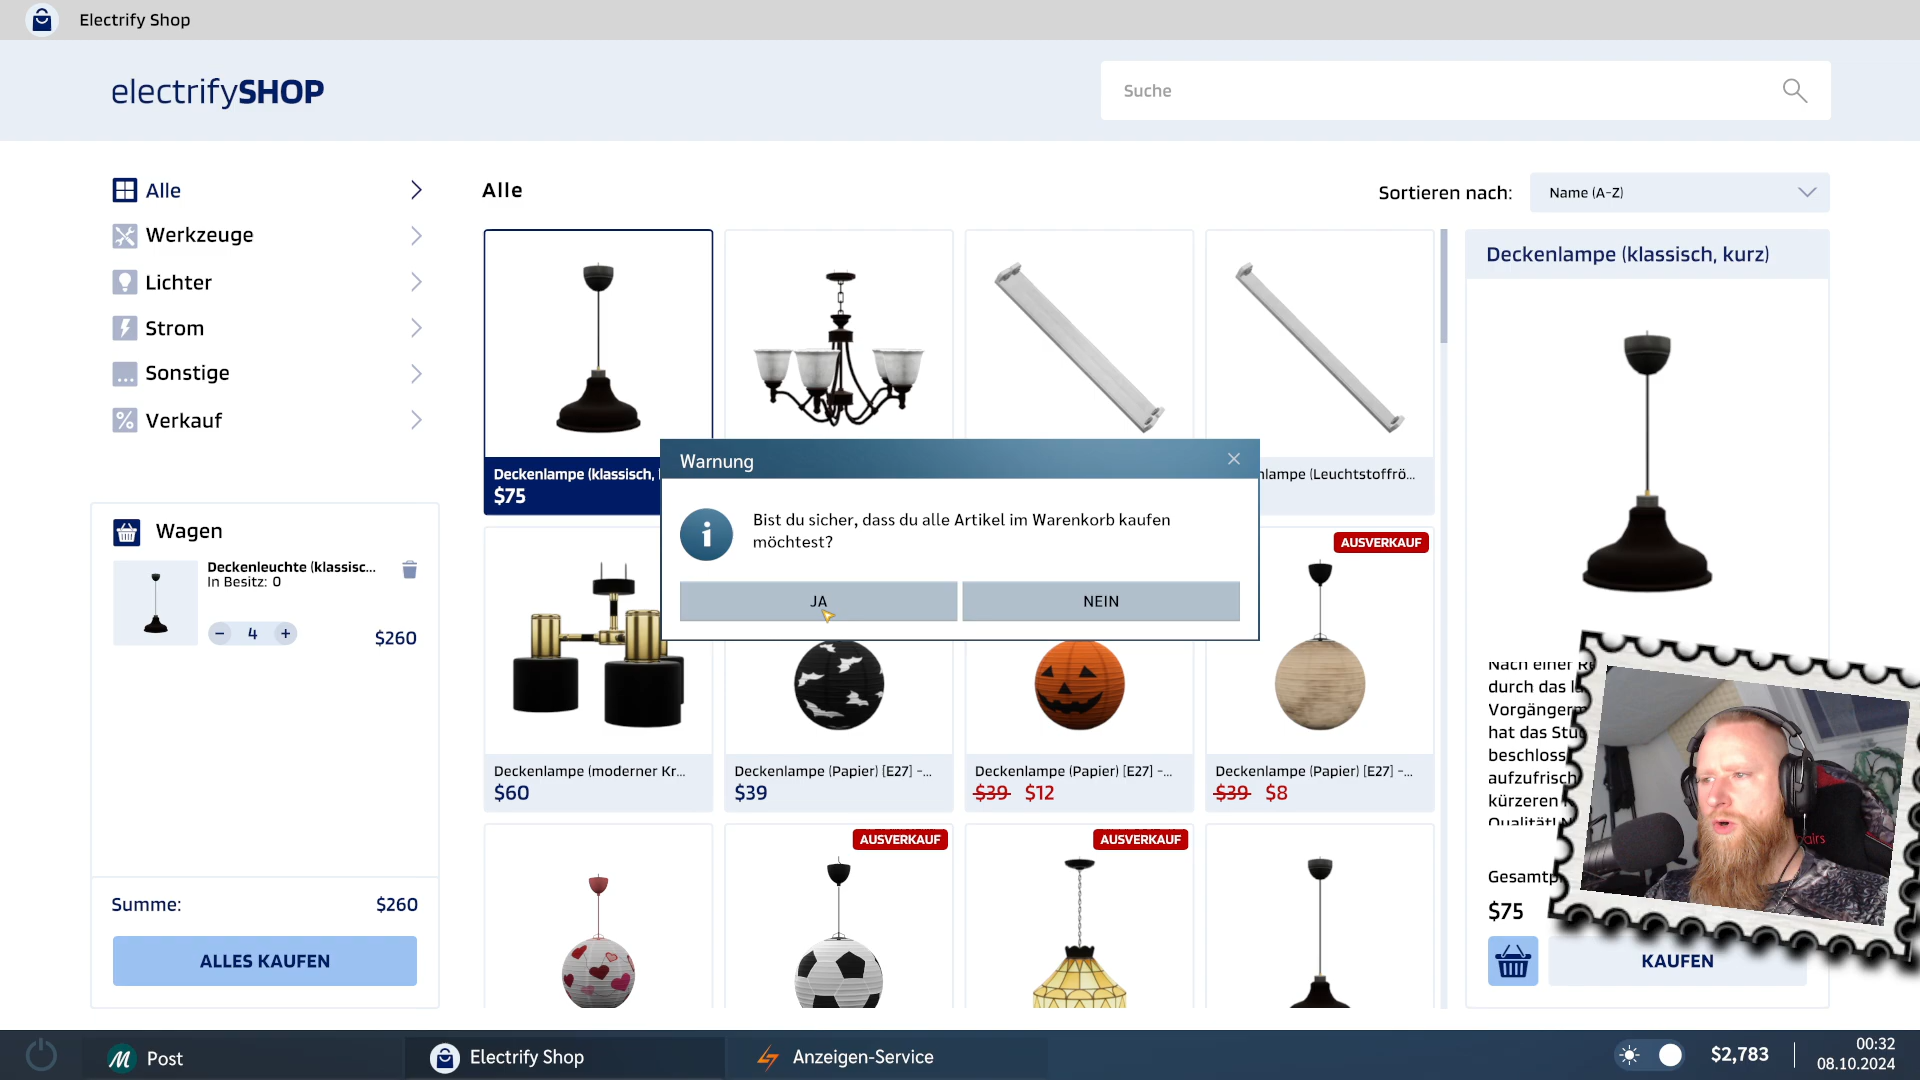 Electrify Shop
electrifySHOP
Suche
Alle
Werkzeuge
Lichter
Strom
Sonstige
Verkauf
Alle
Sortieren nach:
Name (A-Z)
Deckenlampe (klassisch,
$75
nlampe (Leuchtstoffrö...
Warnung
Bist du sicher, dass du alle Artikel im Warenkorb kaufen
möchtest?
JA
NEIN
AUSVERKAUF
Deckenlampe (moderner Kr...
$60
Deckenlampe (Papier) [E27] -...
$39
Deckenlampe (Papier) [E27] -...
$39 $12
Deckenlampe (Papier) [E27] -...
$39 $8
AUSVERKAUF
AUSVERKAUF
Wagen
Deckenleuchte (klassisc...
In Besitz: 0
4
$260
Summe:
$260
ALLES KAUFEN
Deckenlampe (klassisch, kurz)
Nach einer
durch das
Vorgängerm
hat das Stu
beschloss
aufzufrisch
kürzeren
Qualität!
Gesamtp
$75
KAUFEN
Post
Electrify Shop
Anzeigen-Service
$2,783
00:32
08.10.2024